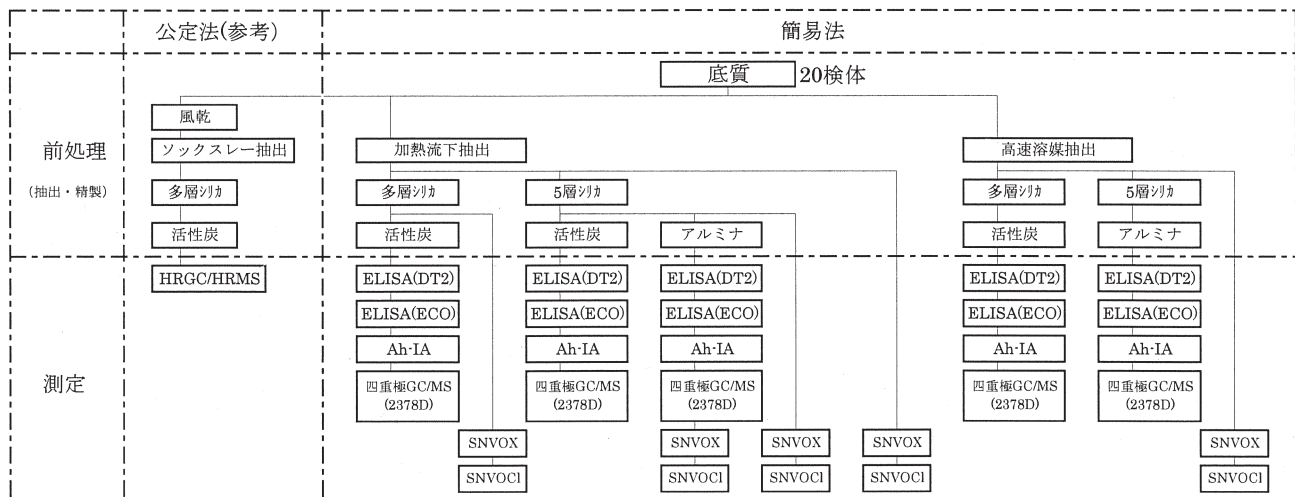 公定法(参考)
簡易法
底質 20検体
前処理
(抽出・精製)
風乾
ソックスレー抽出 加熱流下抽出 高速溶媒抽出
多層シリカ 多層シリカ 5層シリカ 多層シリカ 5層シリカ
活性炭 活性炭 活性炭 アルミナ 活性炭 アルミナ
測定
HRGC/HRMS ELISA(DT2) ELISA(DT2) ELISA(DT2) ELISA(DT2) ELISA(DT2)
ELISA(ECO) ELISA(ECO) ELISA(ECO) ELISA(ECO) ELISA(ECO)
Ah-IA Ah-IA Ah-IA Ah-IA Ah-IA
四重極GC/MS 四重極GC/MS 四重極GC/MS 四重極GC/MS 四重極GC/MS
(2378D) (2378D) (2378D) (2378D) (2378D)
SNVOX SNVOX SNVOX SNVOX SNVOX
SNVOCl SNVOCl SNVOCl SNVOCl SNVOCl